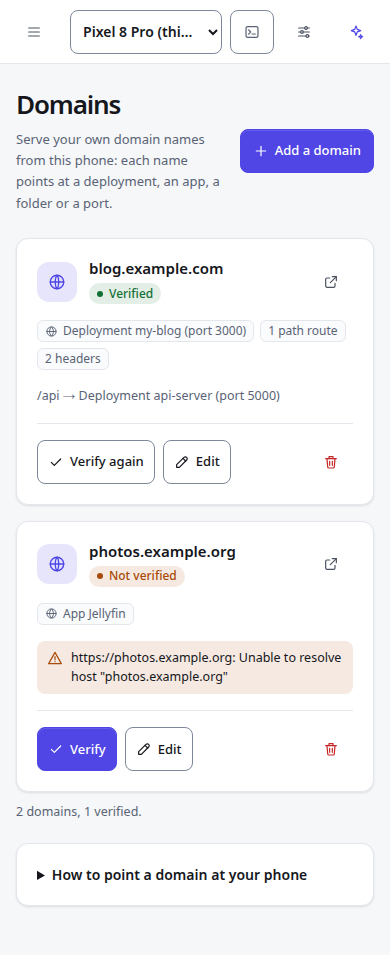 Pixel 8 Pro (thi...
Domains
Serve your own domain names
from this phone: each name
points at a deployment, an app, a
folder or a port.
Add a domain
blog.example.com
Verified
Deployment my-blog (port 3000)
1 path route
2 headers
/api → Deployment api-server (port 5000)
Verify again
Edit
photos.example.org
Not verified
App Jellyfin
https://photos.example.org: Unable to resolve
host "photos.example.org"
Verify
Edit
2 domains, 1 verified.
How to point a domain at your phone